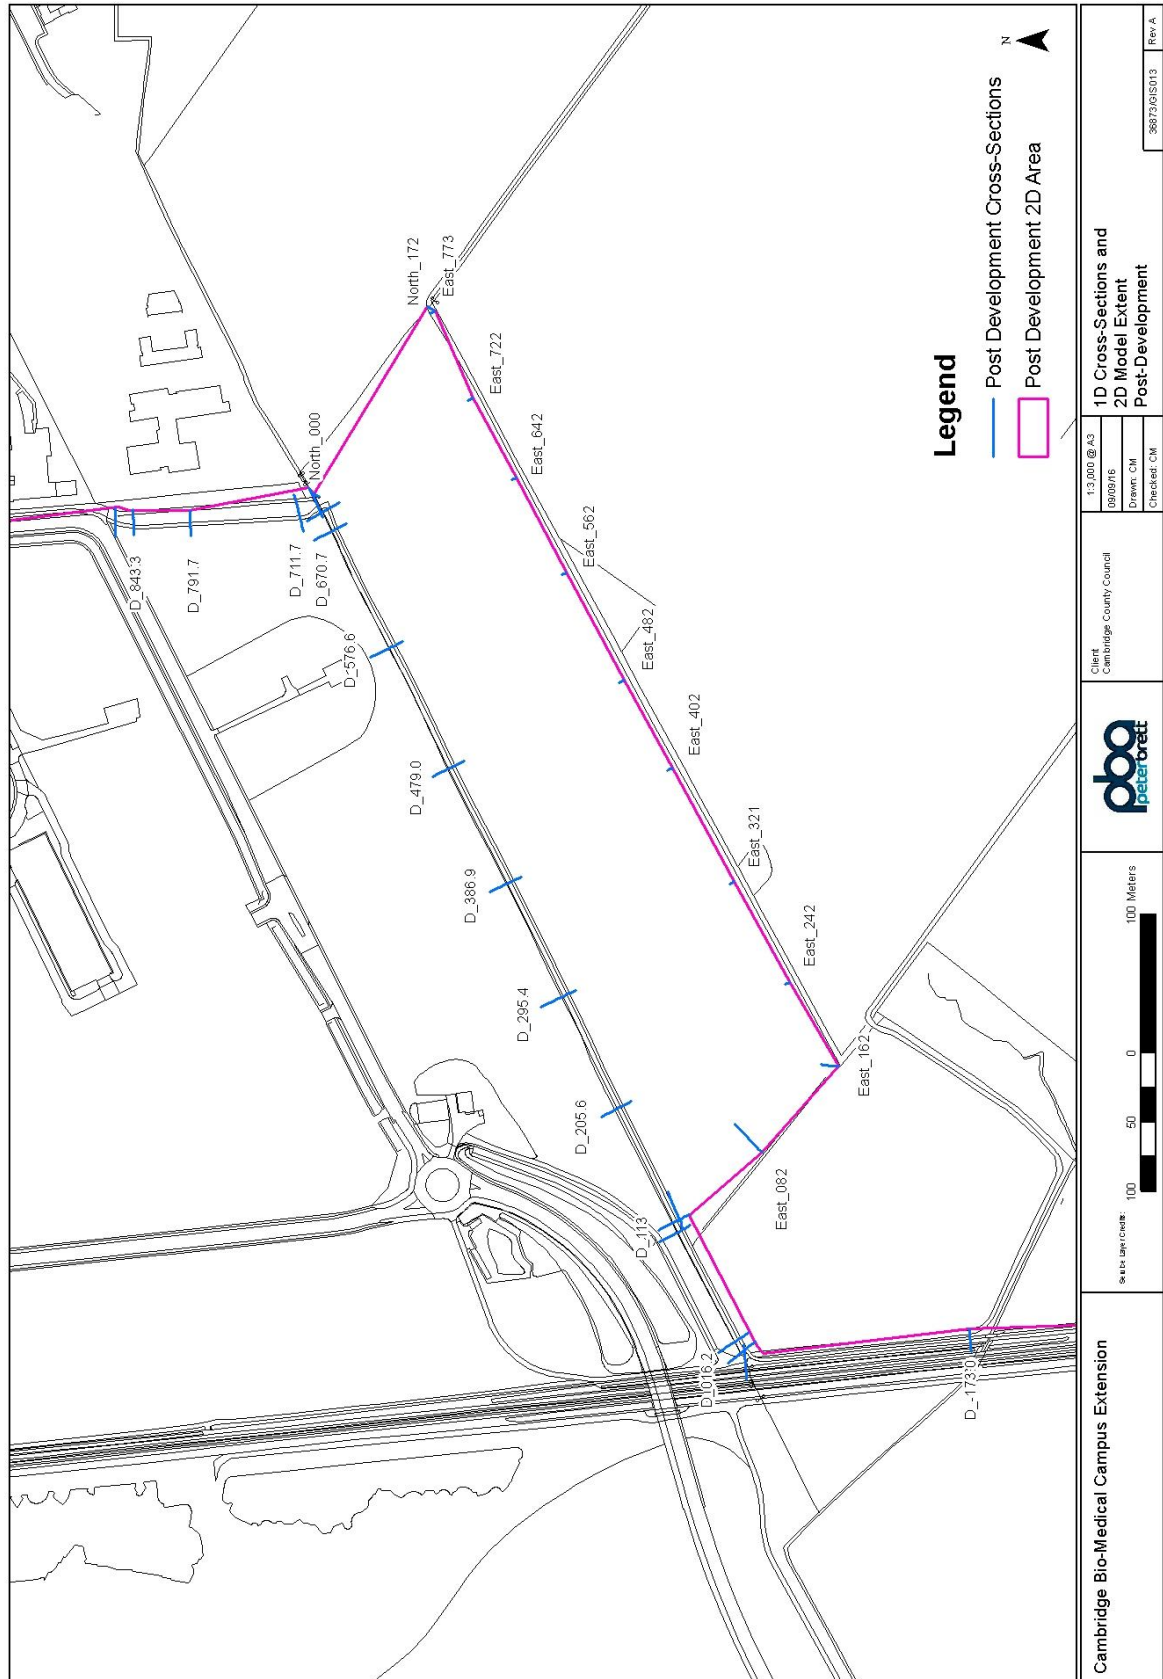 North_172
East_773
East_722
East_642
East_562
East_482
East_402
East_321
East_242
East_162
East_082
North_000
D_843.3
D_791.7
D_711.7
D_670.7
D_576.6
D_479.0
D_386.9
D_295.4
D_205.6
D_113
D_016.2
D_-173.0
N
Legend
Post Development Cross-Sections
Post Development 2D Area
Cambridge Bio-Medical Campus Extension
Service Layer Credits:
100 50 0 100 Meters
pba
peterbrett
Client
Cambridge County Council
1:3,000 @ A3
09/09/16
Drawn: CM
Checked: CM
1D Cross-Sections and
2D Model Extent
Post-Development
36873/GIS013
Rev A